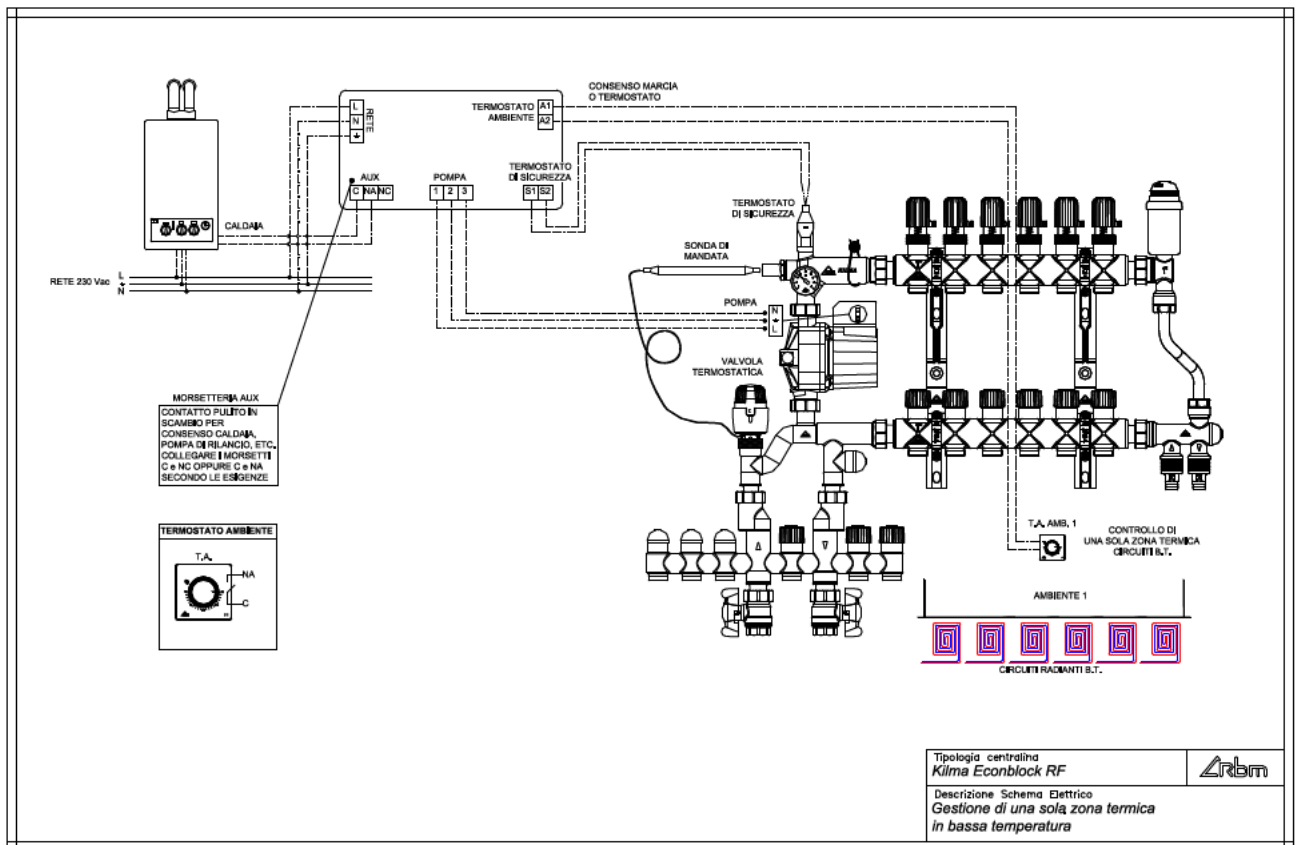 CONSENSO MARCIA
O TERMOSTATO
L
N
RETE
TERMOSTATO
AMBIENTE
A1
A2
AUX
C NA NC
POMPA
1 2 3
TERMOSTATO
DI SICUREZZA
S1 S2
CALDAIA
RETE 230 Vac
L
N
TERMOSTATO
DI SICUREZZA
SONDA DI
MANDATA
POMPA
N
L
VALVOLA
TERMOSTATICA
MORSETTERIA AUX
CONTATTO PULITO IN
SCAMBIO PER
CONSENSO CALDAIA,
POMPA DI RILANCIO, ETC.
COLLEGARE I MORSETTI
C e NC OPPURE C e NA
SECONDO LE ESIGENZE
TERMOSTATO AMBIENTE
T.A.
NA
C
T.A. AMB. 1
CONTROLLO DI
UNA SOLA ZONA TERMICA
CIRCUITI B.T.
AMBIENTE 1
CIRCUITI RADIANTI B.T.
Tipologia centralina
Kilma Econblock RF
rbm
Descrizione Schema Elettrico
Gestione di una sola zona termica
in bassa temperatura